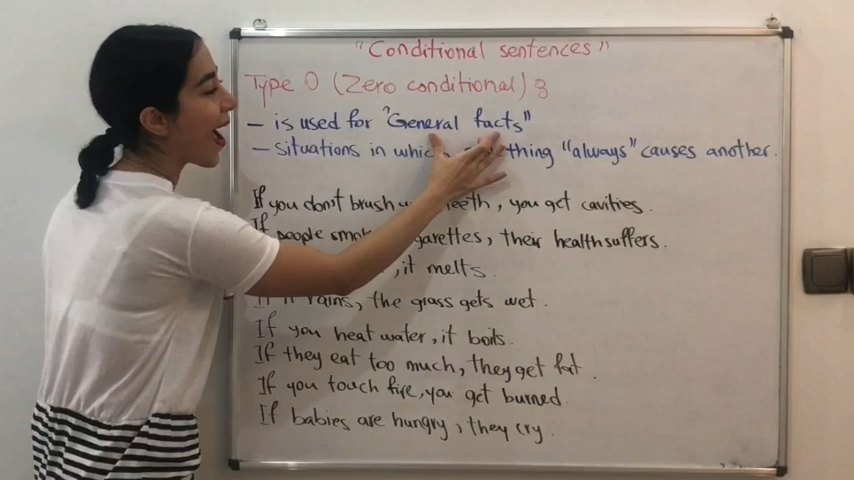 "Conditional sentences"
Type 0 (Zero conditional) :
- is used for "General facts"
- Situations in which thing "always" causes another.
If you don't brush teeth, you get cavities.
If people smoke cigarettes, their health suffers.
, it melts.
If it rains, the grass gets wet.
If you heat water, it boils.
If they eat too much, they get fat.
If you touch fire, you get burned.
If babies are hungry, they cry.